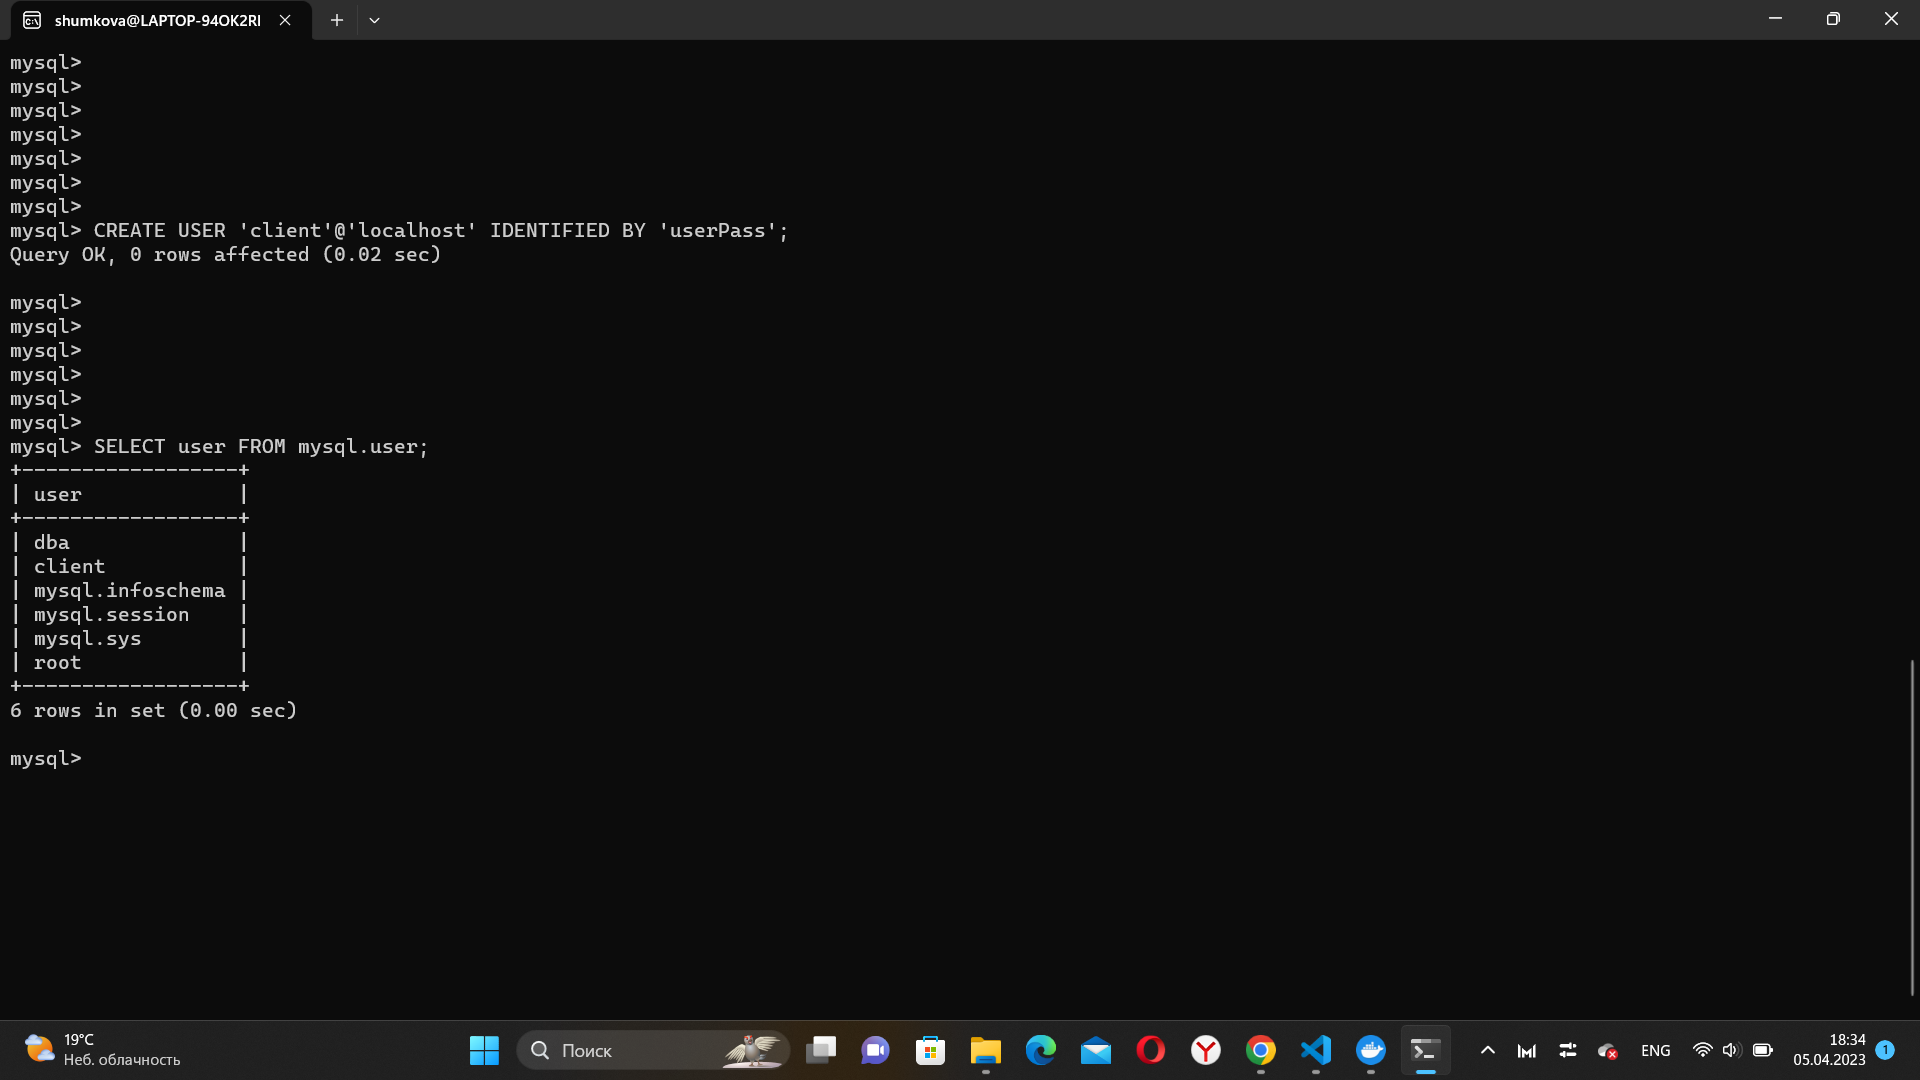 shumkova@LAPTOP-94OK2RI
mysql>
mysql>
mysql>
mysql>
mysql>
mysql>
mysql>
mysql> CREATE USER 'client'@'localhost' IDENTIFIED BY 'userPass';
Query OK, 0 rows affected (0.02 sec)
mysql>
mysql>
mysql>
mysql>
mysql>
mysql>
mysql> SELECT user FROM mysql.user;
+------------------+
| user             |
+------------------+
| dba              |
| client           |
| mysql.infoschema |
| mysql.session    |
| mysql.sys        |
| root             |
+------------------+
6 rows in set (0.00 sec)
mysql>
19°C
Неб. облачность
Поиск
ENG
18:34
05.04.2023
1